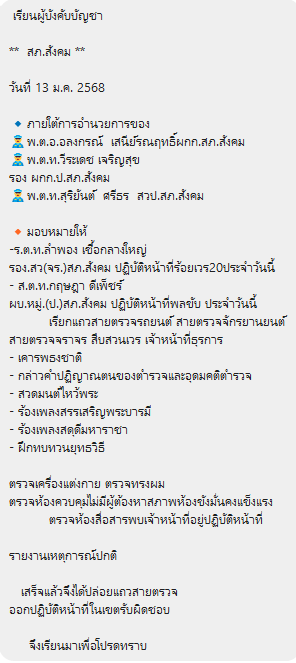 เรียนผู้บังคับบัญชา
** สภ.สังคม **
วันที่ 13 ม.ค. 2568
🔹ภายใต้การอำนวยการของ
👮พ.ต.อ.อลงกรณ์ เสนีย์รณฤทธิ์ผกก.สภ.สังคม
👮พ.ต.ท.วีระเดช เจริญสุข
รอง ผกก.ป.สภ.สังคม
👮พ.ต.ท.สุริยันต์ ศรีธร สวป.สภ.สังคม
🔸มอบหมายให้
-ร.ต.ท.ลำพอง เชื้อกลางใหญ่
รอง.สว(จร.)สภ.สังคม ปฏิบัติหน้าที่ร้อยเวร20ประจำวันนี้
- ส.ต.ท.กฤษฎา ดีเพ็ชร์
ผบ.หมู่.(ป.)สภ.สังคม ปฏิบัติหน้าที่พลขับ ประจำวันนี้
เรียกแถวสายตรวจรถยนต์ สายตรวจจักรยานยนต์
สายตรวจจราจร สืบสวนเวร เจ้าหน้าที่ธุรการ
- เคารพธงชาติ
- กล่าวคำปฏิญาณตนของตำรวจและอุดมคติตำรวจ
- สวดมนต์ไหว้พระ
- ร้องเพลงสรรเสริญพระบารมี
- ร้องเพลงสดุดีมหาราชา
- ฝึกทบทวนยุทธวิธี
ตรวจเครื่องแต่งกาย ตรวจทรงผม
ตรวจห้องควบคุมไม่มีผู้ต้องหาสภาพห้องขังมั่นคงแข็งแรง
ตรวจห้องสื่อสารพบเจ้าหน้าที่อยู่ปฏิบัติหน้าที่
รายงานเหตุการณ์ปกติ
เสร็จแล้วจึงได้ปล่อยแถวสายตรวจ
ออกปฏิบัติหน้าที่ในเขตรับผิดชอบ
จึงเรียนมาเพื่อโปรดทราบ